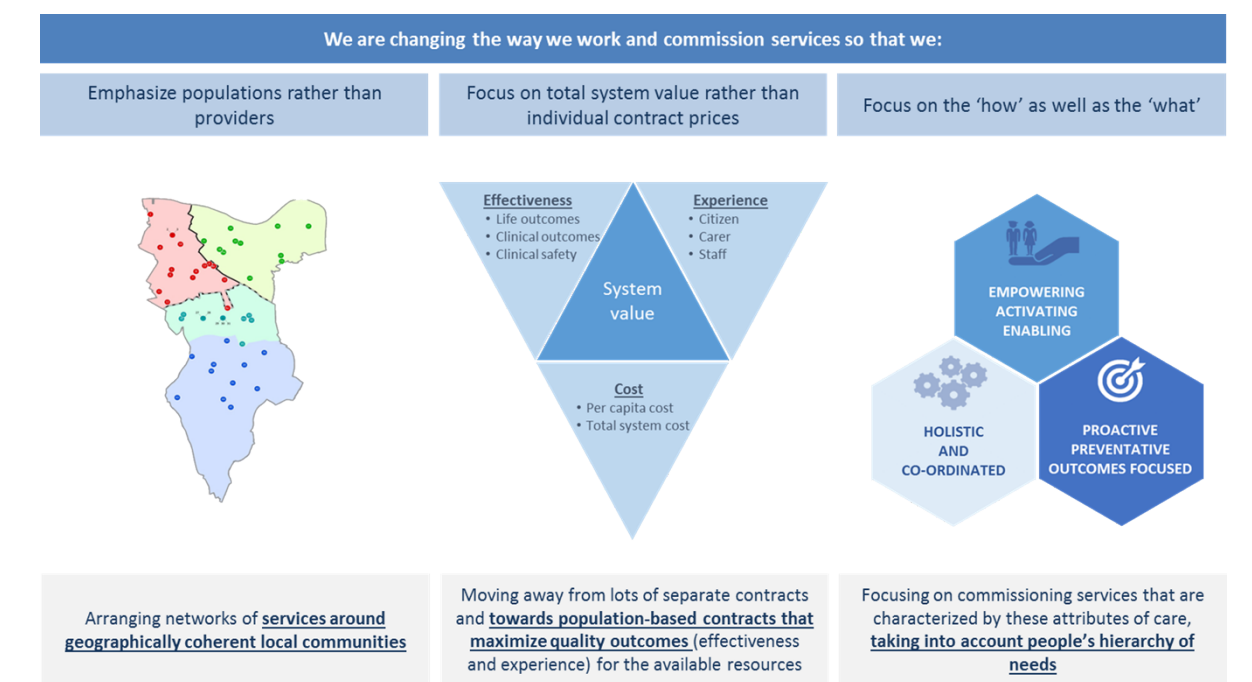 We are changing the way we work and commission services so that we:
Emphasize populations rather than
providers
Focus on total system value rather than
individual contract prices
Focus on the ‘how’ as well as the ‘what’
Effectiveness
• Life outcomes
• Clinical outcomes
• Clinical safety
Experience
• Citizen
• Carer
• Staff
System
value
Cost
• Per capita cost
• Total system cost
EMPOWERING
ACTIVATING
ENABLING
HOLISTIC
AND
CO-ORDINATED
PROACTIVE
PREVENTATIVE
OUTCOMES FOCUSED
Arranging networks of services around
geographically coherent local communities
Moving away from lots of separate contracts
and towards population-based contracts that
maximize quality outcomes (effectiveness
and experience) for the available resources
Focusing on commissioning services that are
characterized by these attributes of care,
taking into account people’s hierarchy of
needs